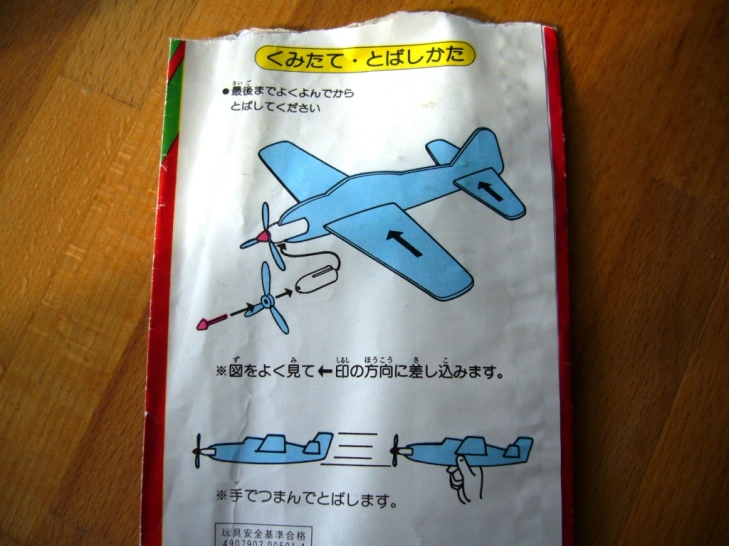 くみたて・とばしかた
●最後までよくよんでから
とばしてください
※図をよく見て←印の方向に差し込みます。
※手でつまんでとばします。
玩具安全基準合格
4907907 00501 4